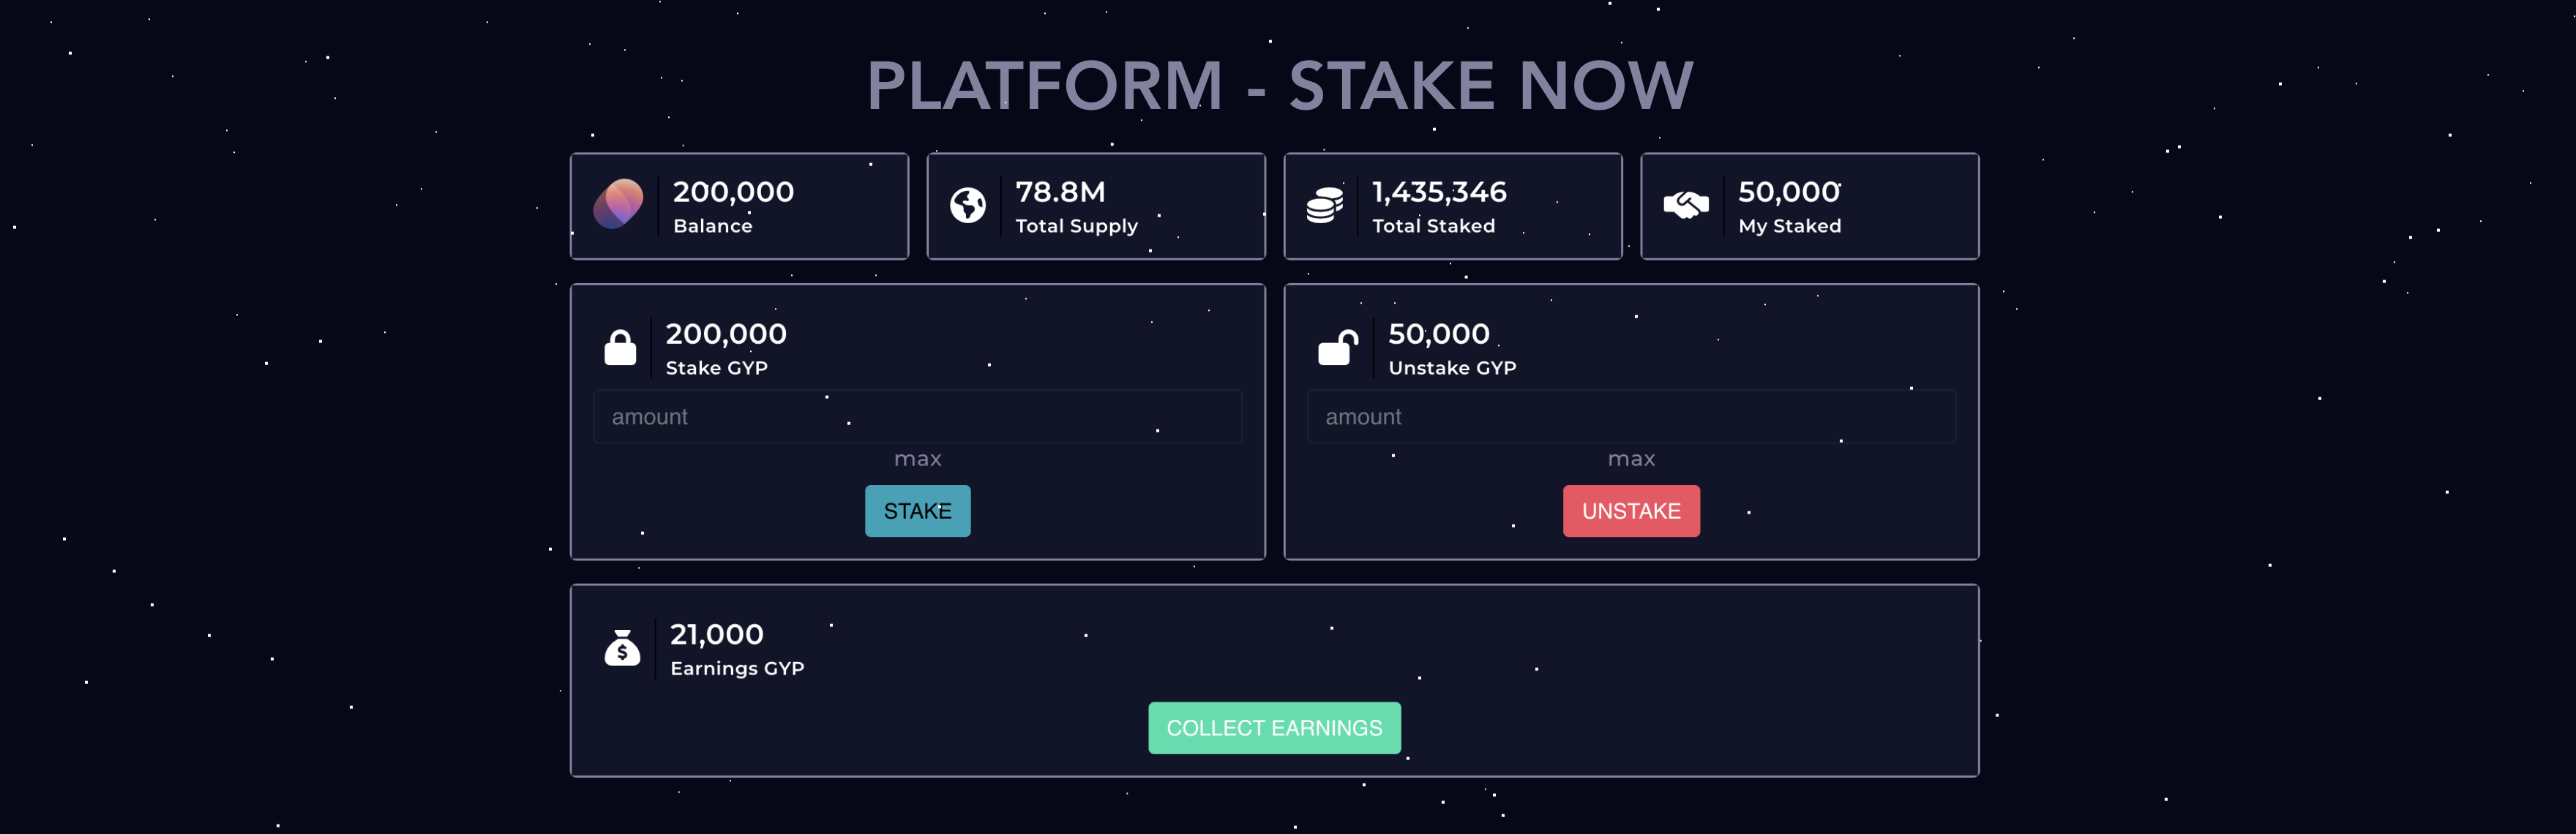 PLATFORM - STAKE NOW
200,000
Balance
78.8M
Total Supply
1,435,346
Total Staked
50,000
My Staked
200,000
Stake GYP
amount
max
STAKE
50,000
Unstake GYP
amount
max
UNSTAKE
$
21,000
Earnings GYP
COLLECT EARNINGS